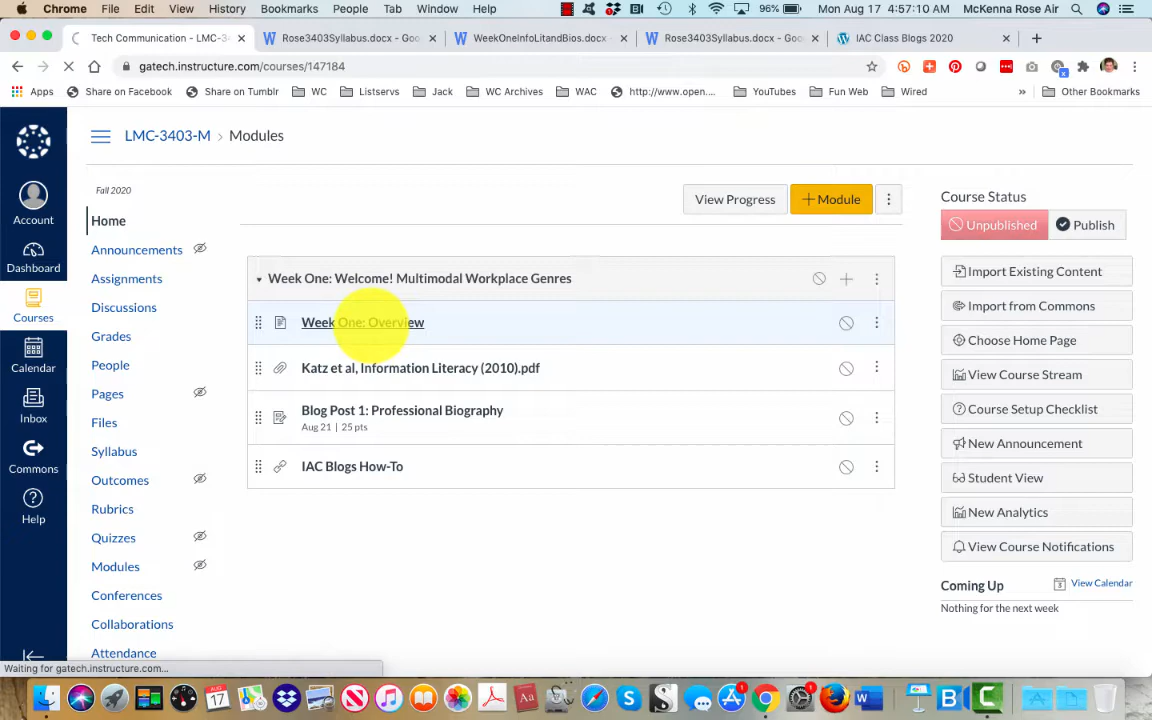 Chrome File Edit View History Bookmarks People Tab Window Help 96% Mon Aug 17 4:57:10 PM McKenna Rose Air
Tech Communication - LMC-3 Rose3403Syllabus.docx - Goo WeekOneInfoLitandBios.docx - Rose3403Syllabus.docx - Goo IAC Class Blogs 2020
gatech.instructure.com/courses/147184
Apps Share on Facebook Share on Tumblr WC Listservs Jack WC Archives WAC http://www.open.... YouTubes Fun Web Wired » Other Bookmarks
LMC-3403-M › Modules
Fall 2020
View Progress + Module
Course Status
Unpublished Publish
Home
Announcements
Assignments
Discussions
Grades
People
Pages
Files
Syllabus
Outcomes
Rubrics
Quizzes
Modules
Conferences
Collaborations
Attendance
Account
Dashboard
Courses
Calendar
Inbox
Commons
Help
Week One: Welcome! Multimodal Workplace Genres
Week One: Overview
Katz et al, Information Literacy (2010).pdf
Blog Post 1: Professional Biography
Aug 21 | 25 pts
IAC Blogs How-To
Import Existing Content
Import from Commons
Choose Home Page
View Course Stream
Course Setup Checklist
New Announcement
Student View
New Analytics
View Course Notifications
Coming Up View Calendar
Nothing for the next week
Waiting for gatech.instructure.com...